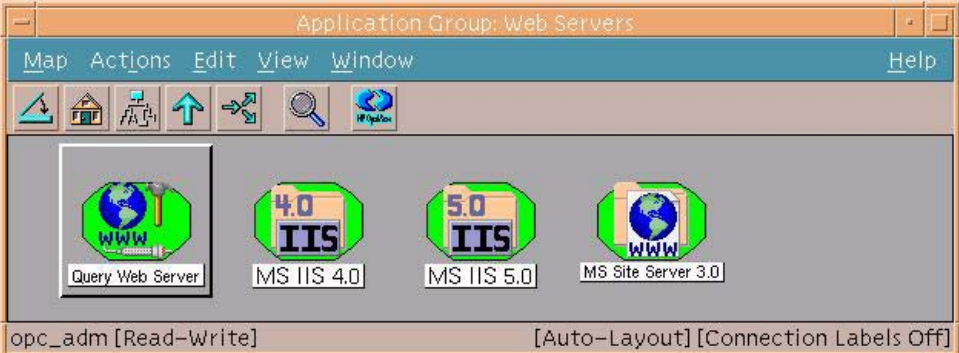 Application Group: Web Servers
Map Actions Edit View Window Help
HP OpenView
WWW
Query Web Server
4.0
IIS
MS IIS 4.0
5.0
IIS
MS IIS 5.0
WWW
MS Site Server 3.0
opc_adm [Read-Write] [Auto-Layout] [Connection Labels Off]